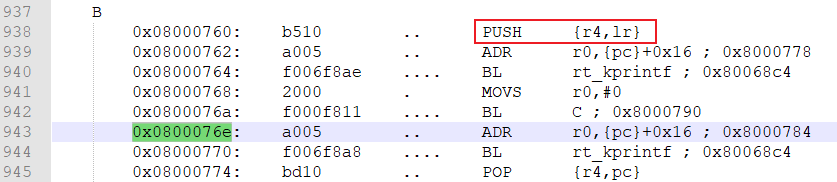 937 B
938 0x08000760: b510 .. PUSH {r4,lr}
939 0x08000762: a005 .. ADR r0,{pc}+0x16 ; 0x8000778
940 0x08000764: f006f8ae .... BL rt_kprintf ; 0x80068c4
941 0x08000768: 2000 . MOVS r0,#0
942 0x0800076a: f000f811 .... BL C ; 0x8000790
943 0x0800076e: a005 .. ADR r0,{pc}+0x16 ; 0x8000784
944 0x08000770: f006f8a8 .... BL rt_kprintf ; 0x80068c4
945 0x08000774: bd10 .. POP {r4,pc}